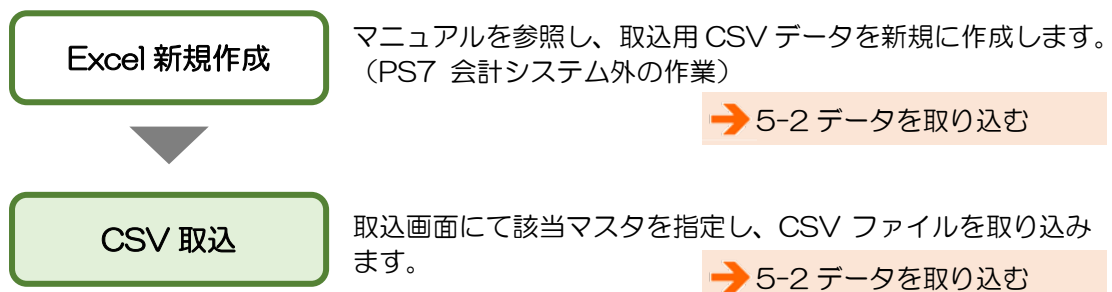 Excel 新規作成
マニュアルを参照し、取込用 CSV データを新規に作成します。
（PS7 会計システム外の作業）
5-2 データを取り込む
CSV 取込
取込画面にて該当マスタを指定し、CSV ファイルを取り込み
ます。
5-2 データを取り込む